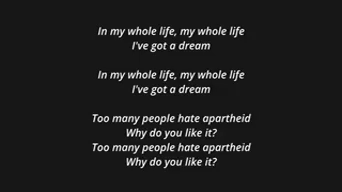 In my whole life, my whole life
I've got a dream
In my whole life, my whole life
I've got a dream
Too many people hate apartheid
Why do you like it?
Too many people hate apartheid
Why do you like it?